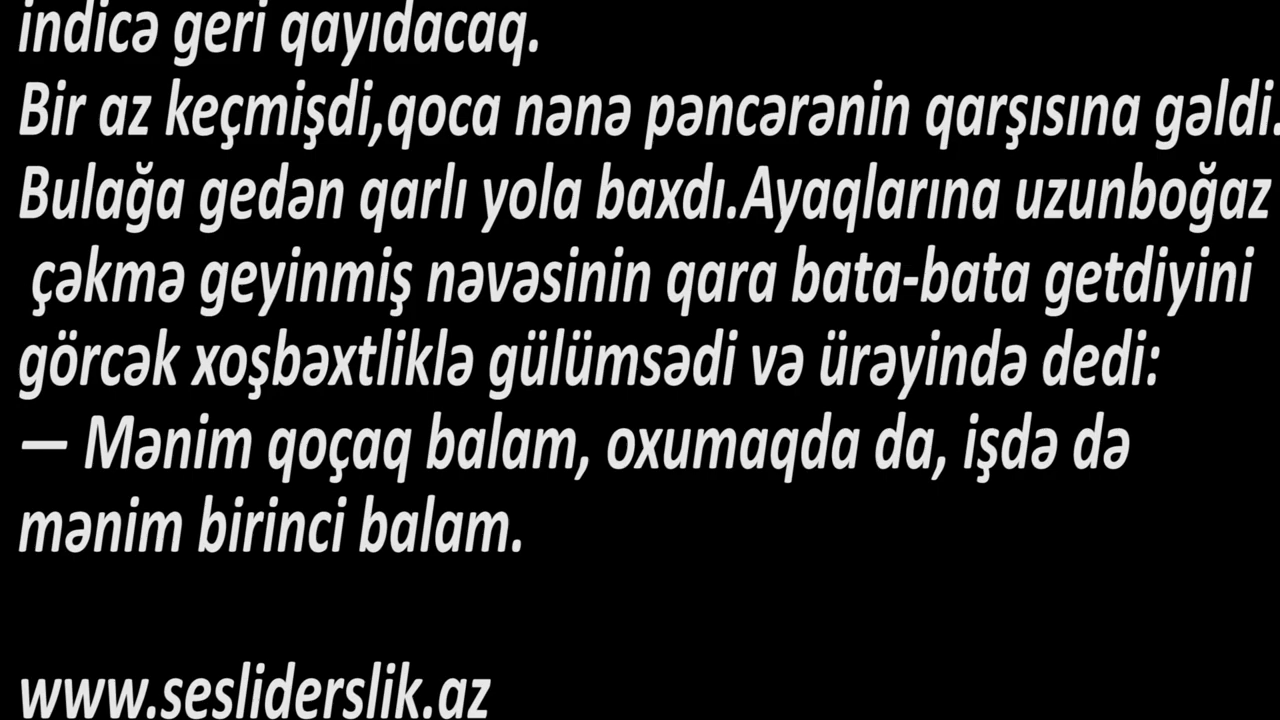 indicə geri qayıdacaq.
Bir az keçmişdi,qoca nənə pəncərənin qarşısına gəldi.
Bulağa gedən qarlı yola baxdı.Ayaqlarına uzunboğaz
çəkmə geyinmiş nəvəsinin qara bata-bata getdiyini
görcək xoşbəxtliklə gülümsədi və ürəyində dedi:
— Mənim qoçaq balam, oxumaqda da, işdə də
mənim birinci balam.
www.sesliderslik.az